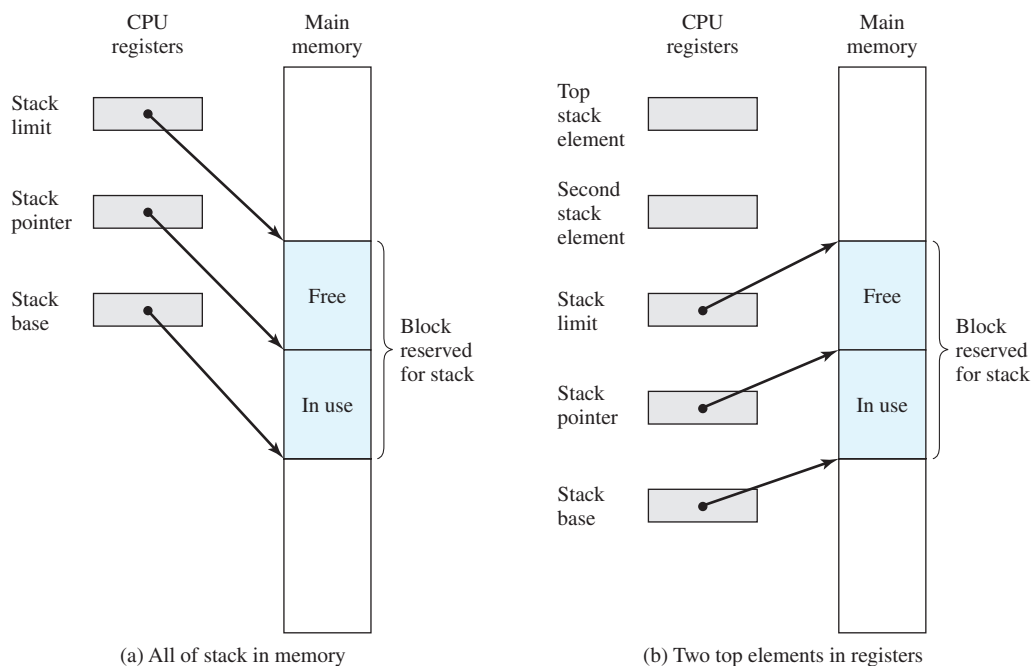 CPU
registers
Main
memory
Stack
limit
Stack
pointer
Stack
base
Free
In use
Block
reserved
for stack
(a) All of stack in memory
CPU
registers
Main
memory
Top
stack
element
Second
stack
element
Stack
limit
Stack
pointer
Stack
base
Free
In use
Block
reserved
for stack
(b) Two top elements in registers